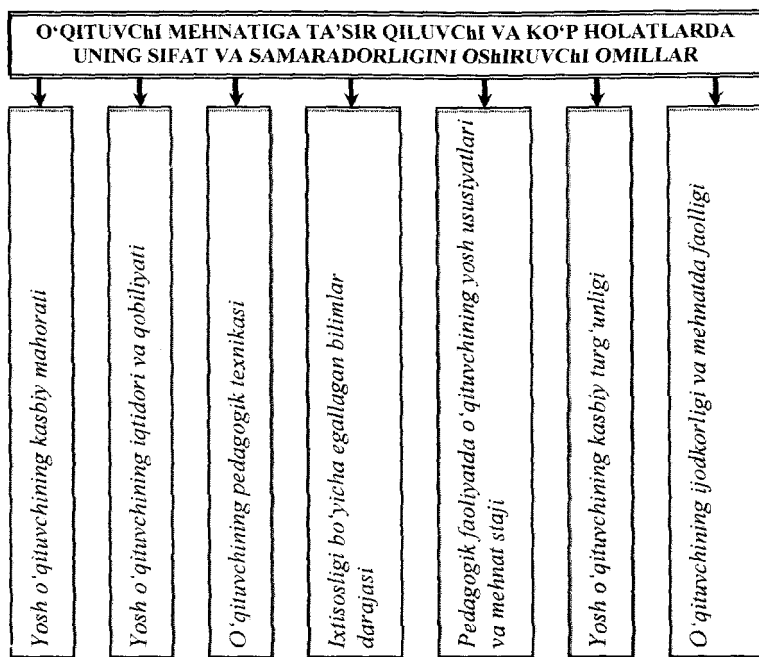 O‘QITUVChI MEHNATIGA TA’SIR QILUVChI VA KO‘P HOLATLARDA
UNING SIFAT VA SAMARADORLIGINI OShIRUVChI OMILLAR
Yosh o‘qituvchining kasbiy mahorati
Yosh o‘qituvchining iqtidori va qobiliyati
O‘qituvchining pedagogik texnikasi
Ixtisosligi bo‘yicha egallagan bilimlar
darajasi
Pedagogik faoliyatda o‘qituvchining yosh ususiyatlari
va mehnat staji
Yosh o‘qituvchining kasbiy turg‘unligi
O‘qituvchining ijodkorligi va mehnatda faolligi